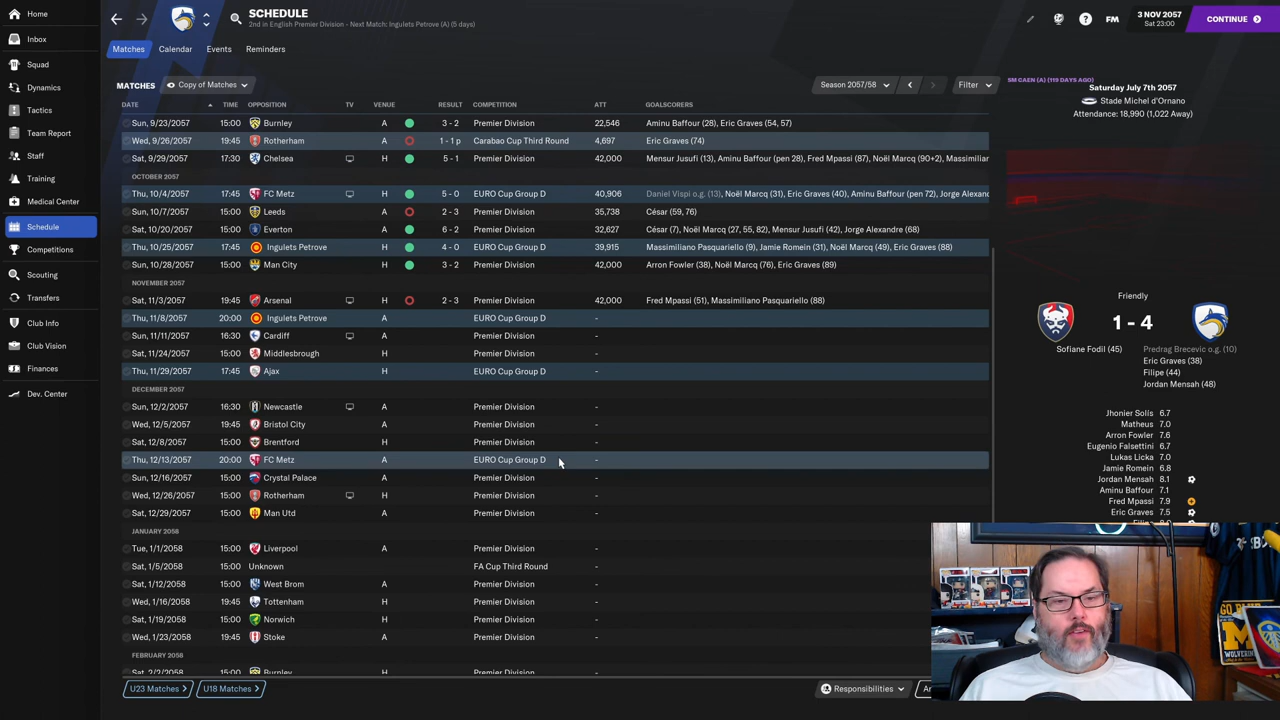 Home
Inbox
Squad
Dynamics
Tactics
Team Report
Staff
Training
Medical Center
Schedule
Competitions
Scouting
Transfers
Club Info
Club Vision
Finances
Dev. Center
SCHEDULE
2nd in English Premier Division - Next Match: Ingulets Petrove (A) (5 days)
FM
3 NOV 2057
Sat 23:00
CONTINUE
Matches Calendar Events Reminders
MATCHES Copy of Matches Season 2057/58 Filter
DATE TIME OPPOSITION TV VENUE RESULT COMPETITION ATT GOALSCORERS
Sun, 9/23/2057 15:00 Burnley A 3 - 2 Premier Division 22,546 Aminu Baffour (28), Eric Graves (54, 57)
Wed, 9/26/2057 19:45 Rotherham A 1 - 1 p Carabao Cup Third Round 4,697 Eric Graves (74)
Sat, 9/29/2057 17:30 Chelsea H 5 - 1 Premier Division 42,000 Mensur Jusufi (13), Aminu Baffour (pen 28), Fred Mpassi (87), Noël Marcq (90+2), Massimilian
OCTOBER 2057
Thu, 10/4/2057 17:45 FC Metz H 5 - 0 EURO Cup Group D 40,906 Daniel Vispi o.g. (13), Noël Marcq (31), Eric Graves (40), Aminu Baffour (pen 72), Jorge Alexand
Sun, 10/7/2057 15:00 Leeds A 2 - 3 Premier Division 35,738 César (59, 76)
Sat, 10/20/2057 15:00 Everton A 6 - 2 Premier Division 32,627 César (7), Noël Marcq (27, 55, 82), Mensur Jusufi (42), Jorge Alexandre (68)
Thu, 10/25/2057 17:45 Ingulets Petrove H 4 - 0 EURO Cup Group D 39,915 Massimiliano Pasquariello (9), Jamie Romein (31), Noël Marcq (49), Eric Graves (88)
Sun, 10/28/2057 15:00 Man City H 3 - 2 Premier Division 42,000 Arron Fowler (38), Noël Marcq (76), Eric Graves (89)
NOVEMBER 2057
Sat, 11/3/2057 19:45 Arsenal H 2 - 3 Premier Division 42,000 Fred Mpassi (51), Massimiliano Pasquariello (88)
Thu, 11/8/2057 20:00 Ingulets Petrove A EURO Cup Group D -
Sun, 11/11/2057 16:30 Cardiff A Premier Division -
Sat, 11/24/2057 15:00 Middlesbrough H Premier Division -
Thu, 11/29/2057 17:45 Ajax H EURO Cup Group D -
DECEMBER 2057
Sun, 12/2/2057 16:30 Newcastle A Premier Division -
Wed, 12/5/2057 19:45 Bristol City A Premier Division -
Sat, 12/8/2057 15:00 Brentford H Premier Division -
Thu, 12/13/2057 20:00 FC Metz A EURO Cup Group D -
Sun, 12/16/2057 15:00 Crystal Palace A Premier Division -
Wed, 12/26/2057 15:00 Rotherham H Premier Division -
Sat, 12/29/2057 15:00 Man Utd A Premier Division -
JANUARY 2058
Tue, 1/1/2058 15:00 Liverpool A Premier Division -
Sat, 1/5/2058 15:00 Unknown FA Cup Third Round -
Sat, 1/12/2058 15:00 West Brom A Premier Division -
Wed, 1/16/2058 19:45 Tottenham H Premier Division -
Sat, 1/19/2058 15:00 Norwich H Premier Division -
Wed, 1/23/2058 19:45 Stoke A Premier Division -
FEBRUARY 2058
Sat, 2/2/2058 15:00 Burnley H Premier Division -
U23 Matches U18 Matches Responsibilities
SM CAEN (A) (119 DAYS AGO)
Saturday July 7th 2057
Stade Michel d'Ornano
Attendance: 18,990 (1,022 Away)
Friendly
1 - 4
Sofiane Fodil (45)
Predrag Brecevic o.g. (10)
Eric Graves (38)
Filipe (44)
Jordan Mensah (48)
Jhonier Solis 6.7
Matheus 7.0
Arron Fowler 7.6
Eugenio Falsettini 6.7
Lukas Licka 7.0
Jamie Romein 6.8
Jordan Mensah 8.1
Aminu Baffour 7.1
Fred Mpassi 7.9
Eric Graves 7.5
GO BLUE
M
WOLVERINE